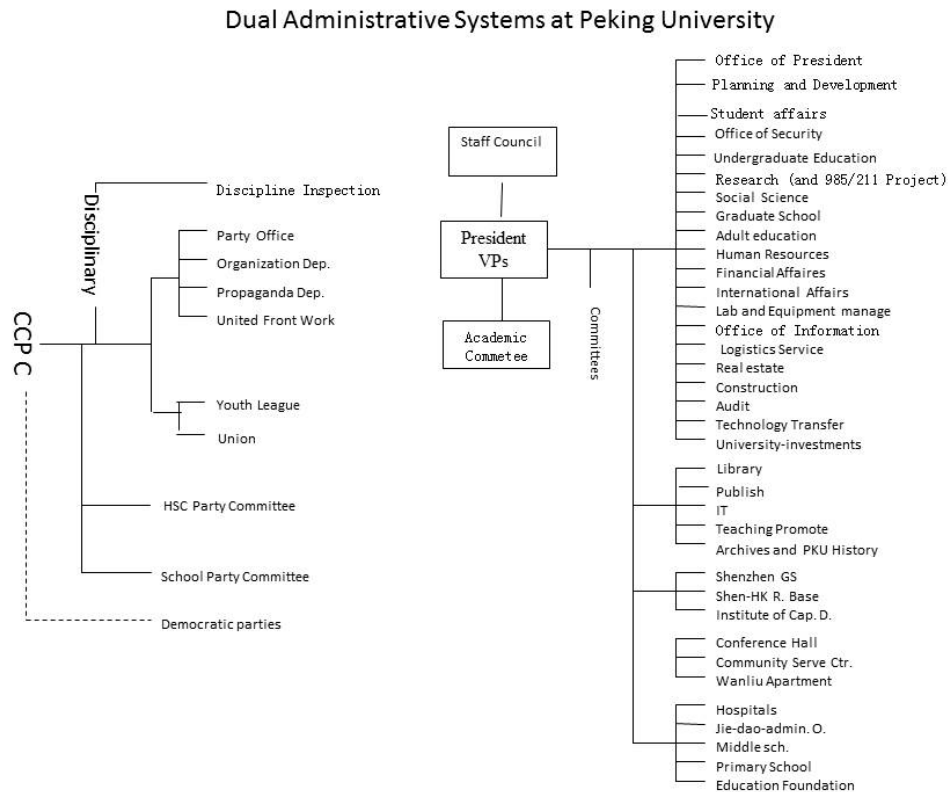 Dual Administrative Systems at Peking University
CCP C
Disciplinary
Discipline Inspection
Party Office
Organization Dep.
Propaganda Dep.
United Front Work
Youth League
Union
HSC Party Committee
School Party Committee
Democratic parties
Staff Council
President
VPs
Academic
Commetee
Committees
Office of President
Planning and Development
Student affairs
Office of Security
Undergraduate Education
Research (and 985/211 Project)
Social Science
Graduate School
Adult education
Human Resources
Financial Affaires
International Affairs
Lab and Equipment manage
Office of Information
Logistics Service
Real estate
Construction
Audit
Technology Transfer
University-investments
Library
Publish
IT
Teaching Promote
Archives and PKU History
Shenzhen GS
Shen-HK R. Base
Institute of Cap. D.
Conference Hall
Community Serve Ctr.
Wanliu Apartment
Hospitals
Jie-dao-admin. O.
Middle sch.
Primary School
Education Foundation